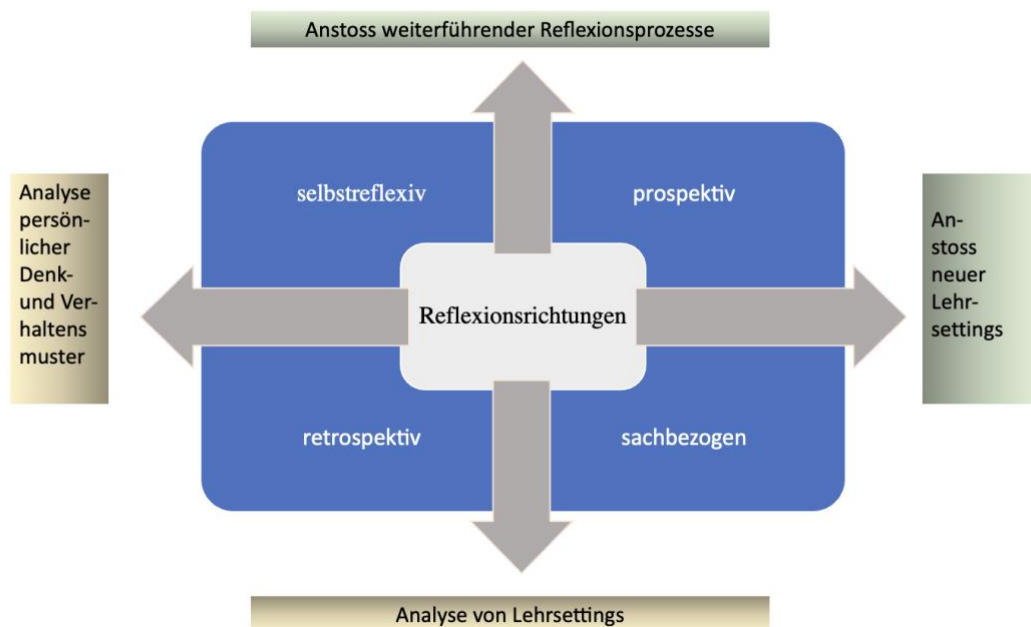 Anstoss weiterführender Reflexionsprozesse
selbstreflexiv
prospektiv
Analyse
persön-
licher
Denk-
und Ver-
haltens
muster
Reflexionsrichtungen
An-
stoss
neuer
Lehr-
settings
retrospektiv
sachbezogen
Analyse von Lehrsettings